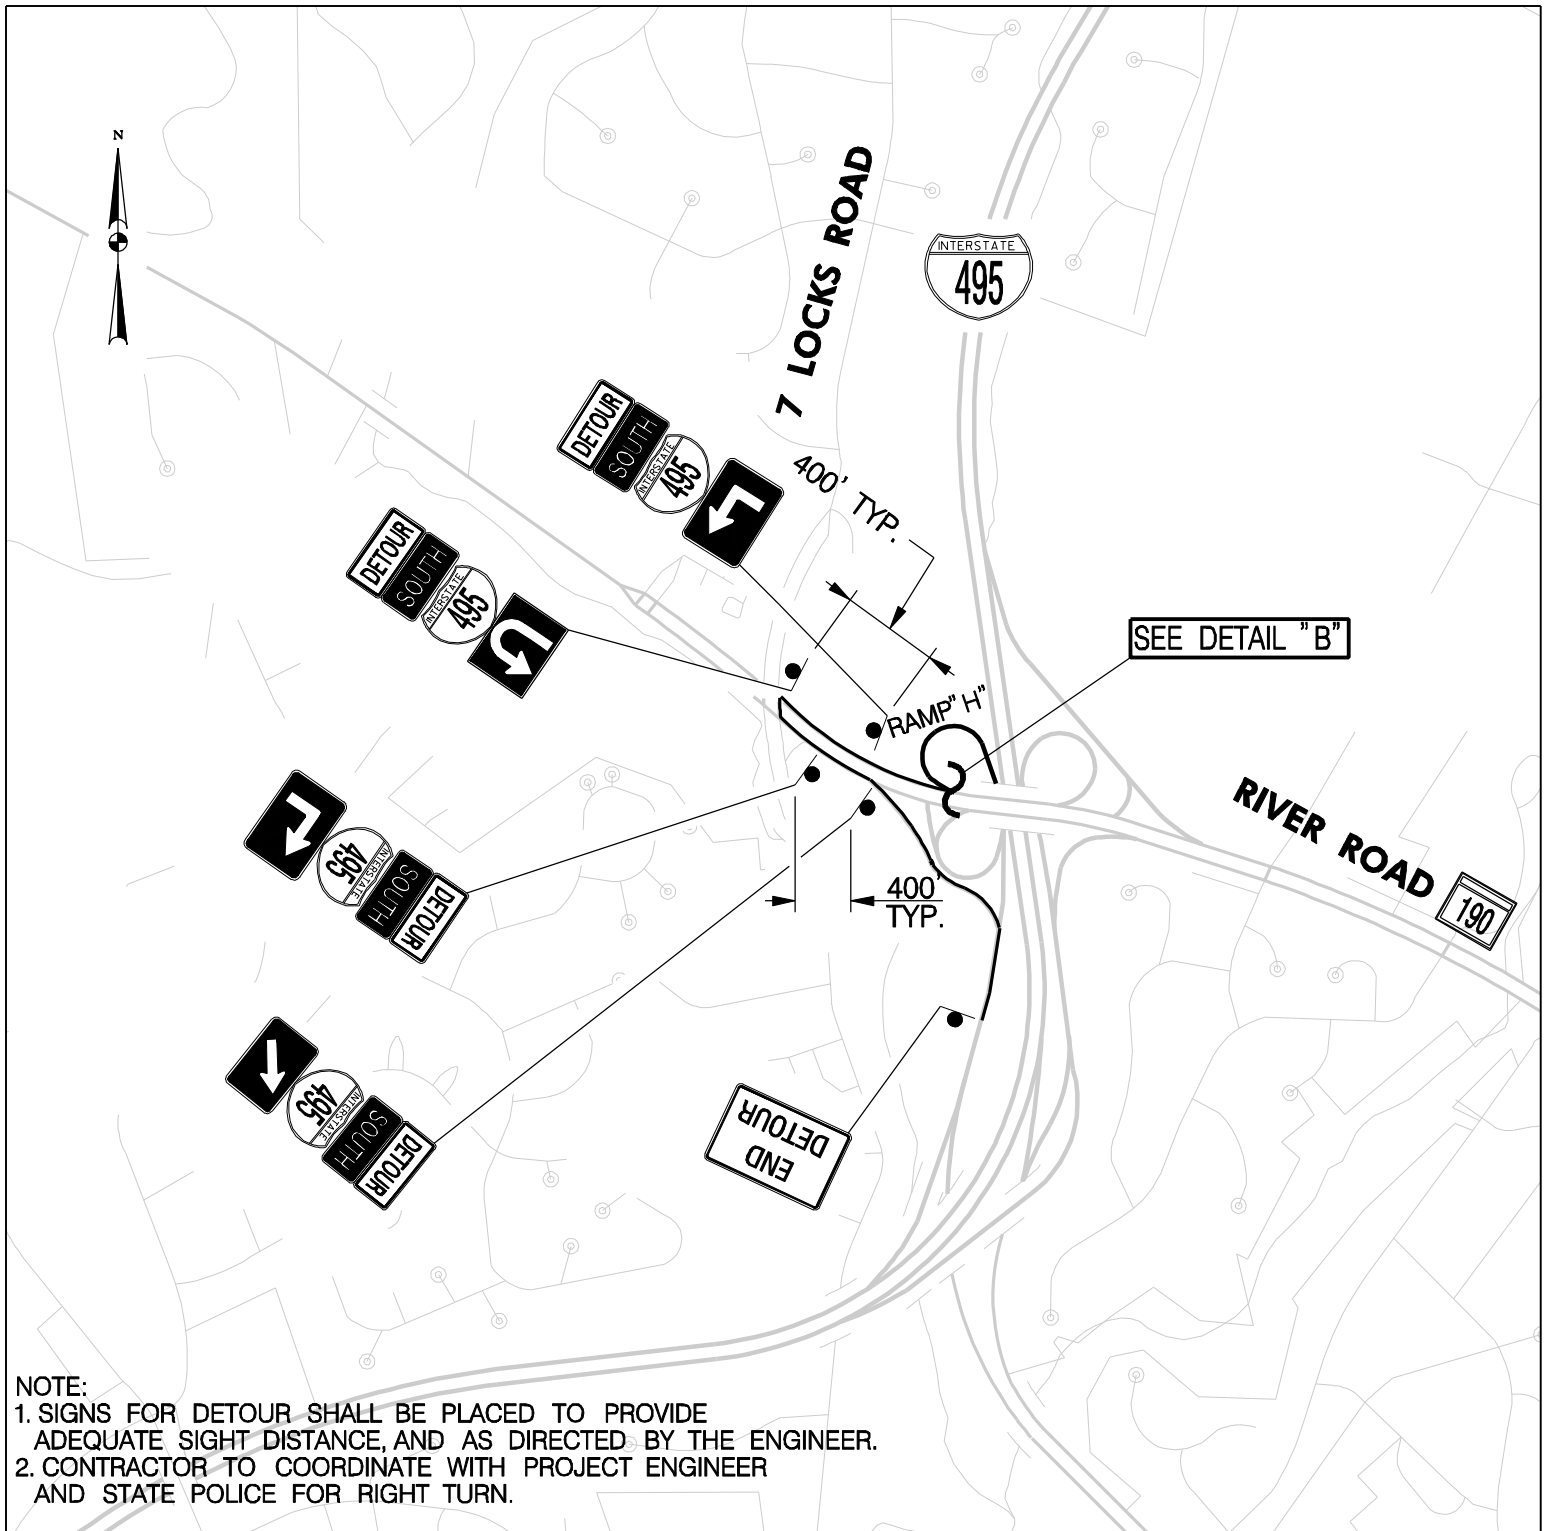 N
7 LOCKS ROAD
INTERSTATE
495
DETOUR
SOUTH
INTERSTATE
495
400' TYP.
DETOUR
SOUTH
INTERSTATE
495
SEE DETAIL "B"
RAMP"H"
RIVER ROAD
190
495
INTERSTATE
SOUTH
DETOUR
400'
TYP.
495
INTERSTATE
SOUTH
DETOUR
END
DETOUR
NOTE:
1. SIGNS FOR DETOUR SHALL BE PLACED TO PROVIDE
ADEQUATE SIGHT DISTANCE, AND AS DIRECTED BY THE ENGINEER.
2. CONTRACTOR TO COORDINATE WITH PROJECT ENGINEER
AND STATE POLICE FOR RIGHT TURN.